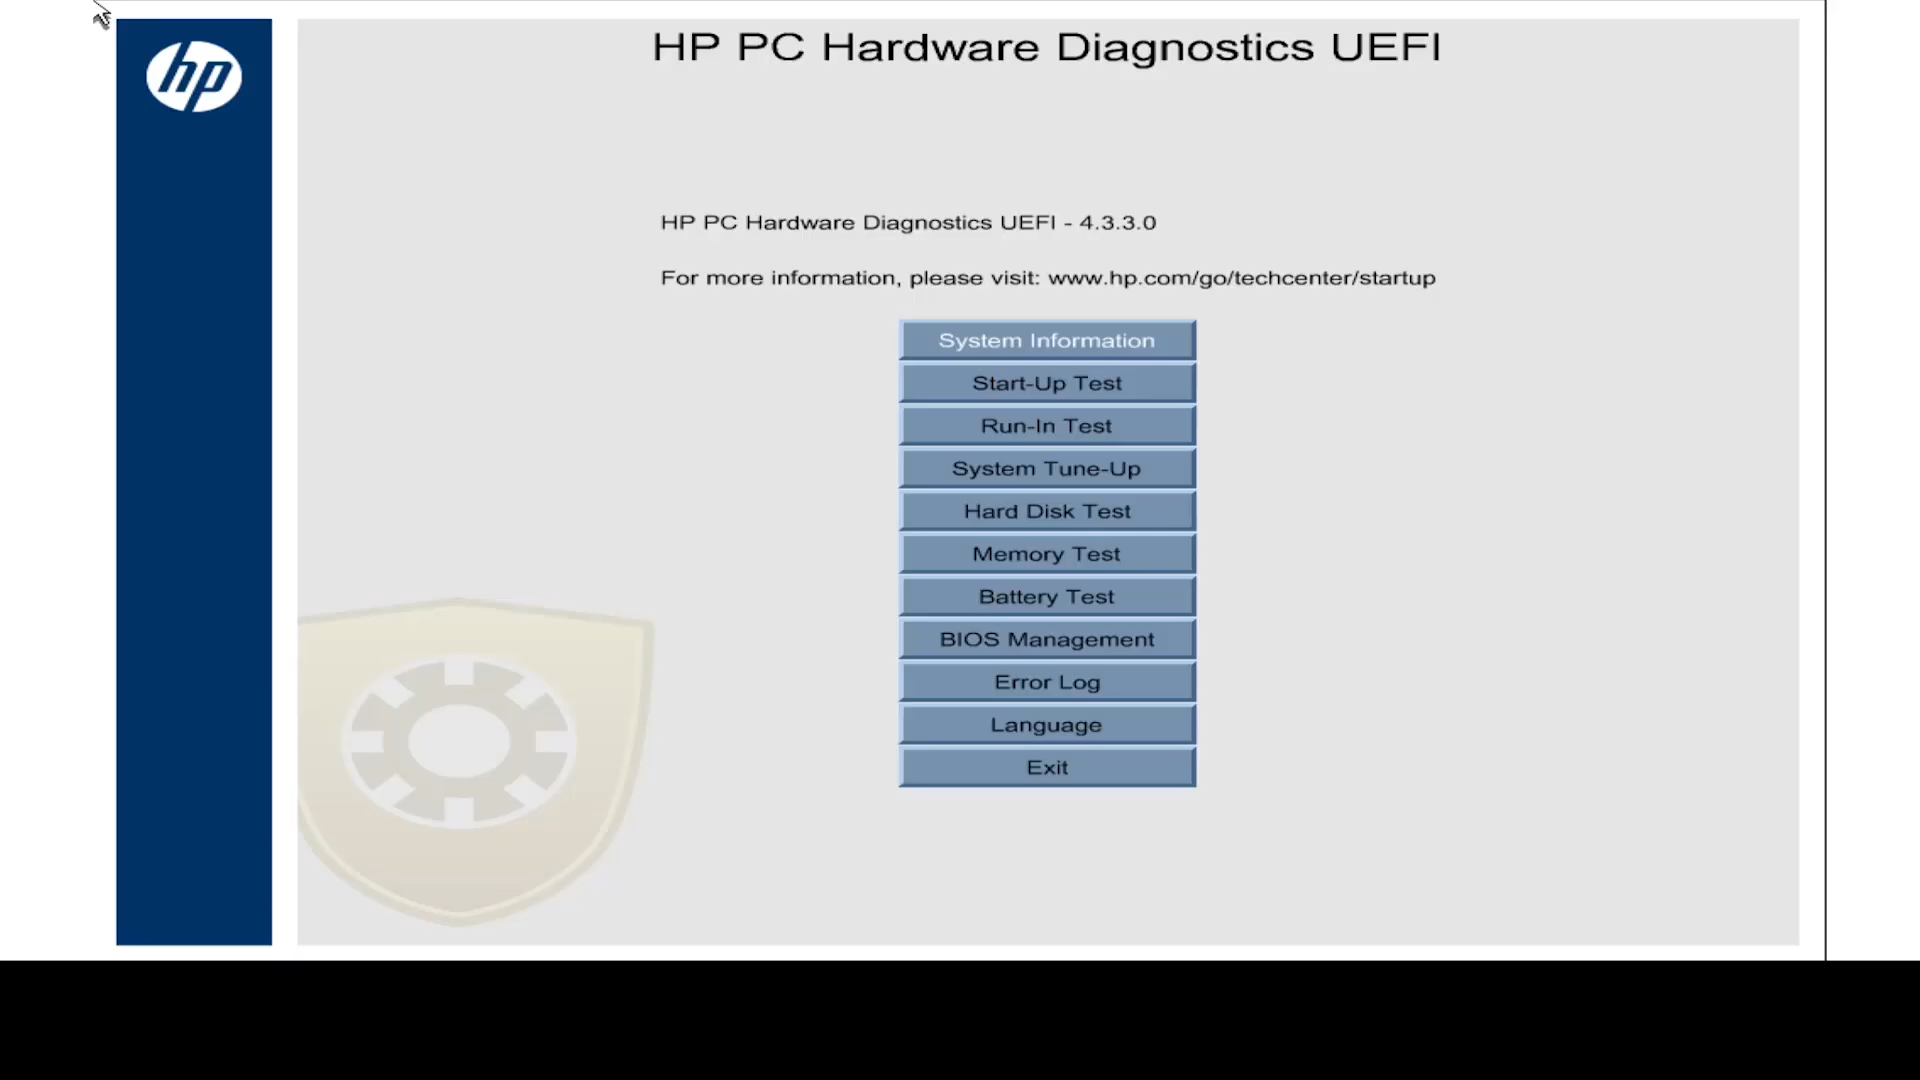 hp
HP PC Hardware Diagnostics UEFI
HP PC Hardware Diagnostics UEFI - 4.3.3.0
For more information, please visit: www.hp.com/go/techcenter/startup
System Information
Start-Up Test
Run-In Test
System Tune-Up
Hard Disk Test
Memory Test
Battery Test
BIOS Management
Error Log
Language
Exit